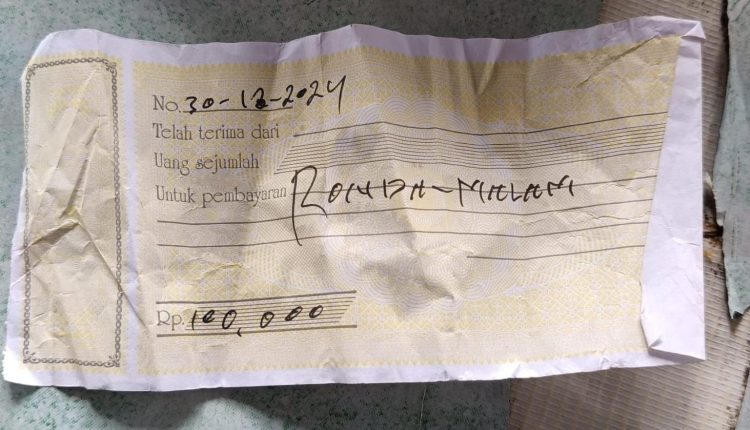 No. 30-12-2024
Telah terima dari
Uang sejumlah
Untuk pembayaran RONDA-MALAM
Rp. 100,000